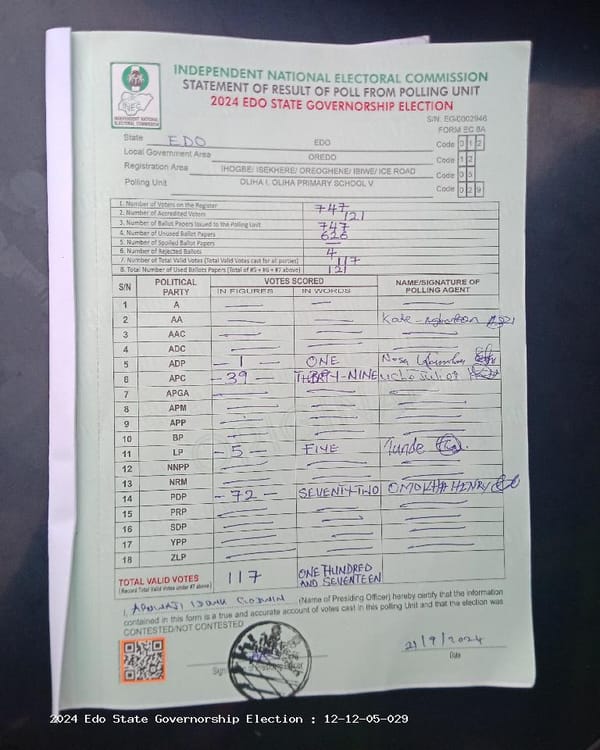 INDEPENDENT NATIONAL ELECTORAL COMMISSION
STATEMENT OF RESULT OF POLL FROM POLLING UNIT
2024 EDO STATE GOVERNORSHIP ELECTION
INEC
INDEPENDENT NATIONAL
ELECTORAL COMMISSION
S/N: EG/0002946
FORM EC 8A
State EDO EDO Code 0 1 2
Local Government Area OREDO Code 1 2
Registration Area IHOGBE/ ISEKHERE/ OREOGHENE/ IBIWE/ ICE ROAD Code 0 5
Polling Unit OLIHA I, OLIHA PRIMARY SCHOOL V Code 0 2 9
1. Number of Voters on the Register 747
2. Number of Accredited Voters 121
3. Number of Ballot Papers Issued to the Polling Unit 747
4. Number of Unused Ballot Papers 626
5. Number of Spoiled Ballot Papers —
6. Number of Rejected Ballots 4
7. Number of Total Valid Votes (Total Valid Votes cast for all parties) 117
8. Total Number of Used Ballots Papers (Total of #5 + #6 + #7 above) 121
S/N POLITICAL PARTY VOTES SCORED NAME/SIGNATURE OF POLLING AGENT
IN FIGURES IN WORDS
1 A — — —
2 AA — — Kate
3 AAC — — —
4 ADC — — —
5 ADP - 1 - ONE Nosa
6 APC - 39 - THIRTY-NINE
7 APGA — — —
8 APM — — —
9 APP — — —
10 BP — — —
11 LP - 5 - FIVE Tunde
12 NNPP — — —
13 NRM — — —
14 PDP - 72 - SEVENTY-TWO HENRY
15 PRP — — —
16 SDP — — —
17 YPP — — —
18 ZLP — — —
TOTAL VALID VOTES 117 ONE HUNDRED AND SEVENTEEN
(Record Total Valid Votes under #7 above)
I, GODWIN (Name of Presiding Officer) hereby certify that the information
contained in this form is a true and accurate account of votes cast in this polling Unit and that the election was
CONTESTED/NOT CONTESTED
21/9/2024
Date
2024 Edo State Governorship Election : 12-12-05-029